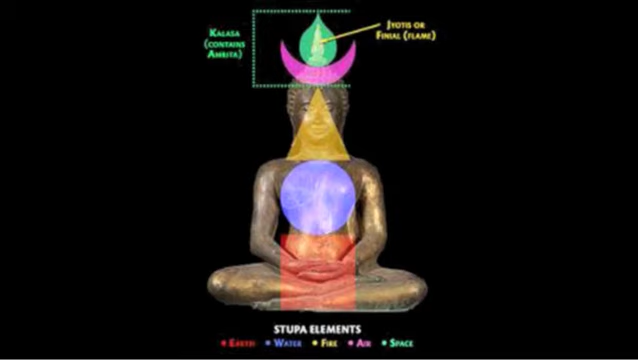 Kalasa
(contains
Amrita)
Jyotis or
Finial (flame)
STUPA ELEMENTS
• Earth • Water • Fire • Air • Space